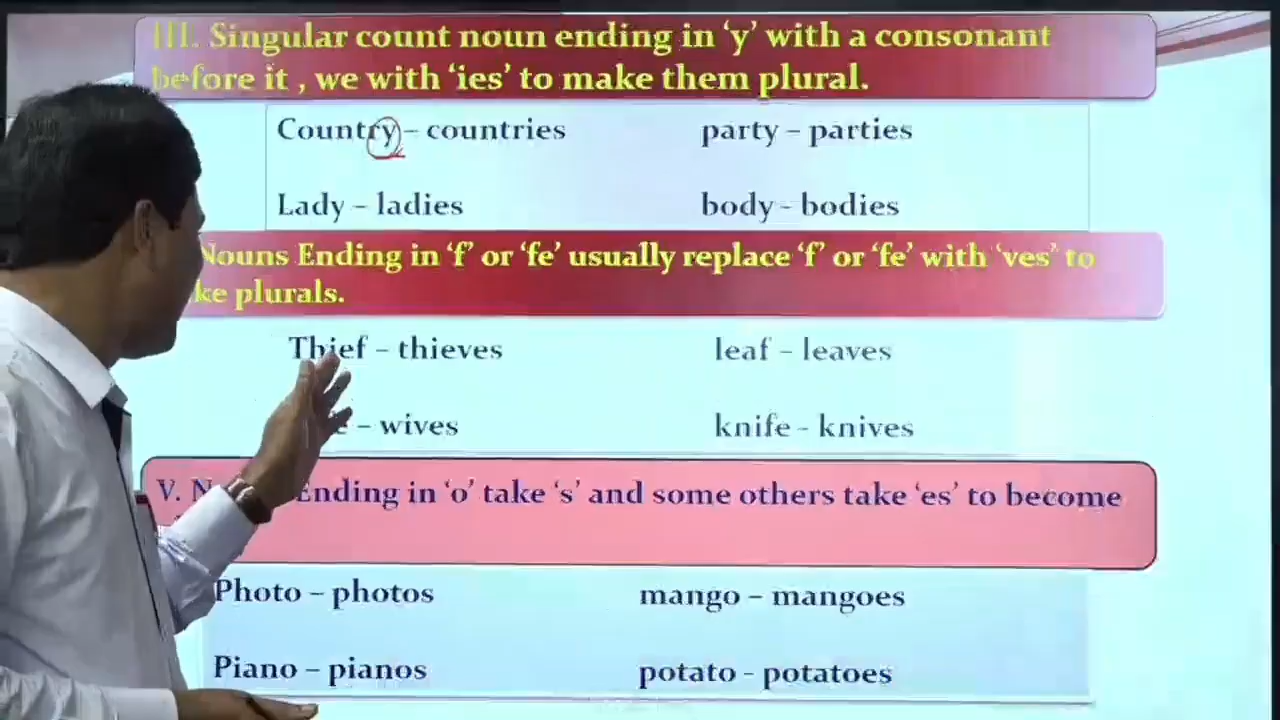 III. Singular count noun ending in ‘y’ with a consonant
before it , we with ‘ies’ to make them plural.
Country – countries party – parties
Lady – ladies body - bodies
Nouns Ending in ‘f’ or ‘fe’ usually replace ‘f’ or ‘fe’ with ‘ves’ to
ke plurals.
Thief – thieves leaf – leaves
e – wives knife - knives
V. N Ending in ‘o’ take ‘s’ and some others take ‘es’ to become
Photo – photos mango – mangoes
Piano – pianos potato - potatoes